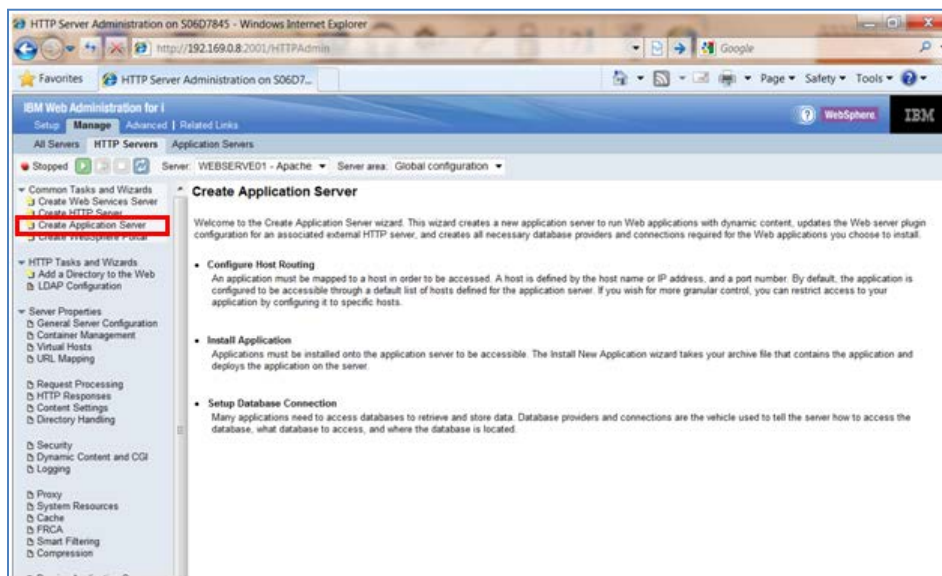 HTTP Server Administration on S06D7845 - Windows Internet Explorer
http://192.169.0.8:2001/HTTPAdmin
Google
Favorites
HTTP Server Administration on S06D7...
Page
Safety
Tools
IBM Web Administration for i
WebSphere
IBM
Setup
Manage
Advanced | Related Links
All Servers
HTTP Servers
Application Servers
Stopped
Server: WEBSERVE01 - Apache
Server area: Global configuration
Common Tasks and Wizards
Create Web Services Server
Create HTTP Server
Create Application Server
Create WebSphere Portal
HTTP Tasks and Wizards
Add a Directory to the Web
LDAP Configuration
Server Properties
General Server Configuration
Container Management
Virtual Hosts
URL Mapping
Request Processing
HTTP Responses
Content Settings
Directory Handling
Security
Dynamic Content and CGI
Logging
Proxy
System Resources
Cache
FRCA
Smart Filtering
Compression
Create Application Server
Welcome to the Create Application Server wizard. This wizard creates a new application server to run Web applications with dynamic content, updates the Web server plugin
configuration for an associated external HTTP server, and creates all necessary database providers and connections required for the Web applications you choose to install.
• Configure Host Routing
An application must be mapped to a host in order to be accessed. A host is defined by the host name or IP address, and a port number. By default, the application is
configured to be accessible through a default list of hosts defined for the application server. If you wish for more granular control, you can restrict access to your
application by configuring it to specific hosts.
• Install Application
Applications must be installed onto the application server to be accessible. The Install New Application wizard takes your archive file that contains the application and
deploys the application on the server.
• Setup Database Connection
Many applications need to access databases to retrieve and store data. Database providers and connections are the vehicle used to tell the server how to access the
database, what database to access, and where the database is located.